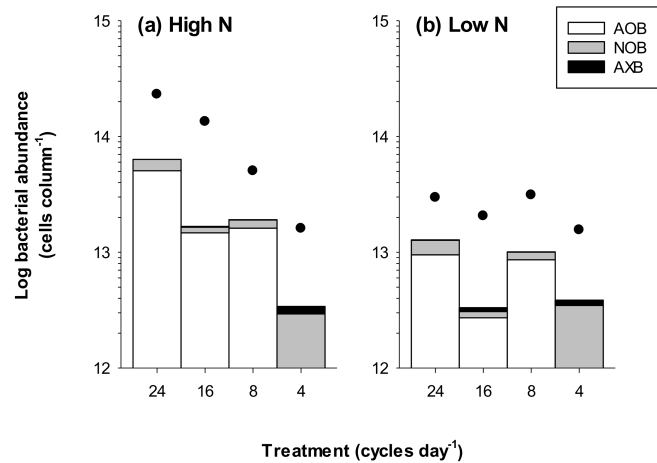 (a) High N
(b) Low N
AOB
NOB
AXB
Log bacterial abundance
(cells column⁻¹)
15
14
13
12
15
14
13
12
24 16 8 4
24 16 8 4
Treatment (cycles day⁻¹)